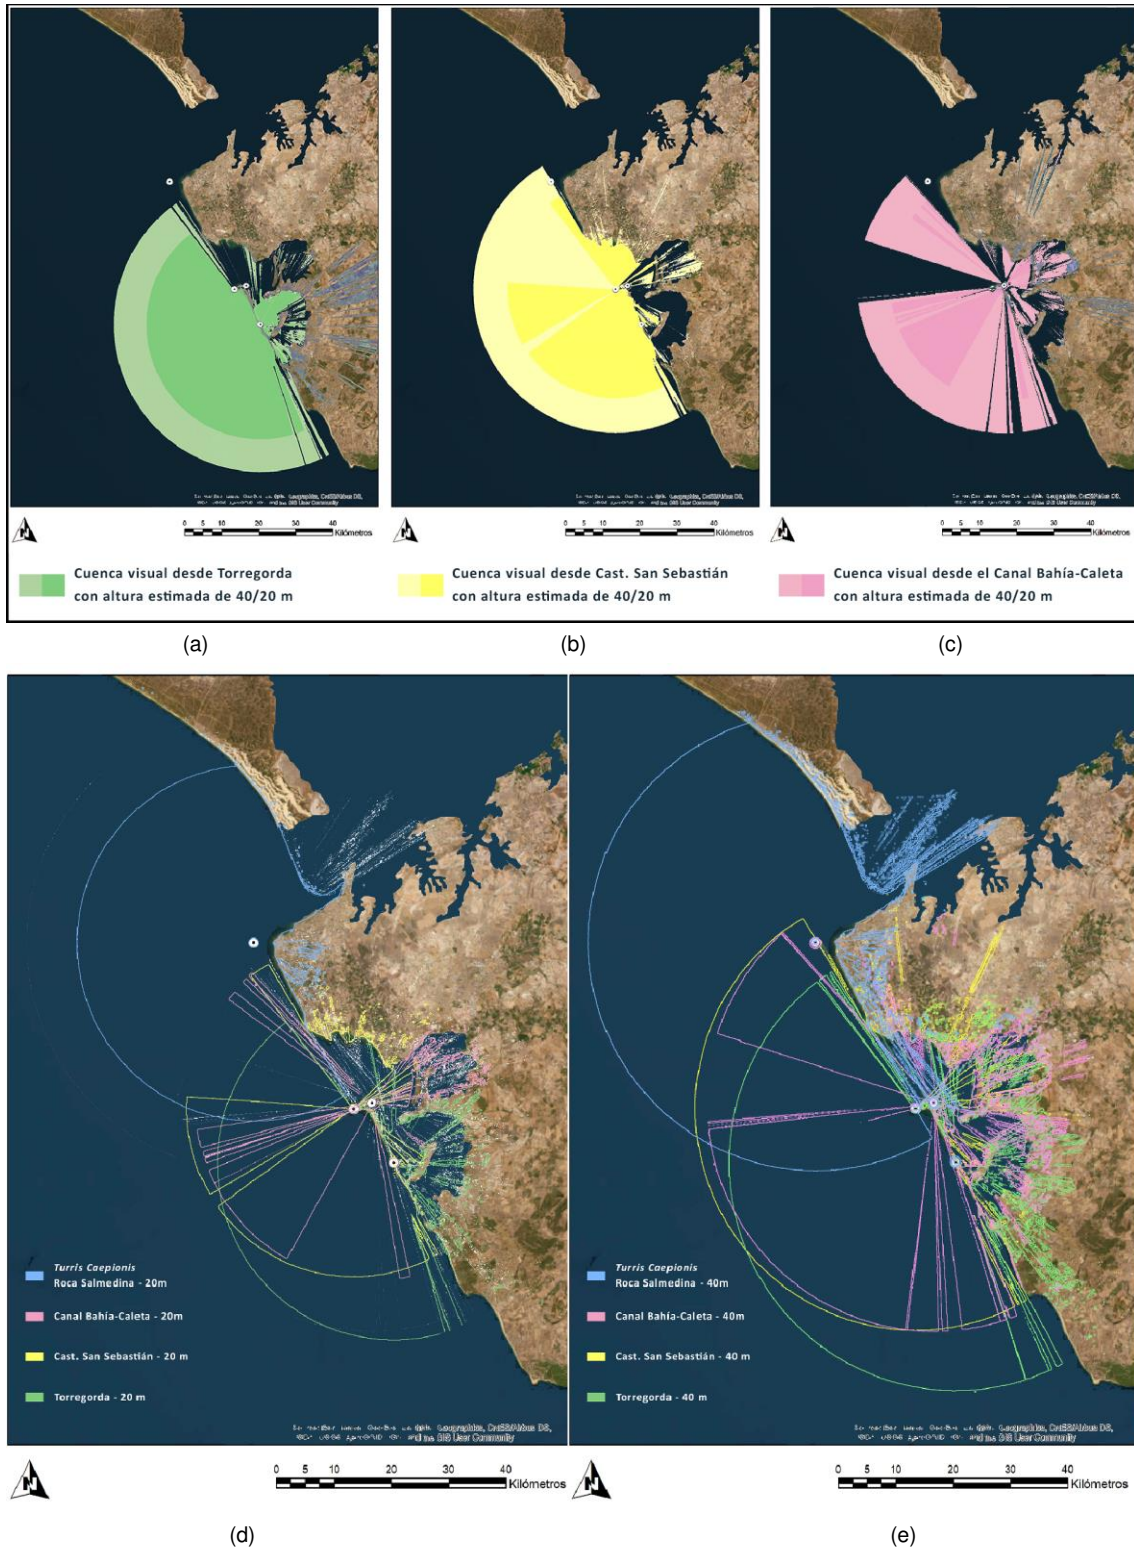 0 5 10 20 30 40
Kilómetros
0 5 10 20 30 40
Kilómetros
0 5 10 20 30 40
Kilómetros
N
N
N
Cuenca visual desde Torregorda
con altura estimada de 40/20 m
Cuenca visual desde Cast. San Sebastián
con altura estimada de 40/20 m
Cuenca visual desde el Canal Bahía-Caleta
con altura estimada de 40/20 m
(a)
(b)
(c)
Turris Caepionis
Roca Salmedina - 20m
Canal Bahía-Caleta - 20m
Cast. San Sebastián - 20 m
Torregorda - 20 m
Turris Caepionis
Roca Salmedina - 40m
Canal Bahía-Caleta - 40m
Cast. San Sebastián - 40 m
Torregorda - 40 m
N
0 5 10 20 30 40
Kilómetros
N
0 5 10 20 30 40
Kilómetros
(d)
(e)